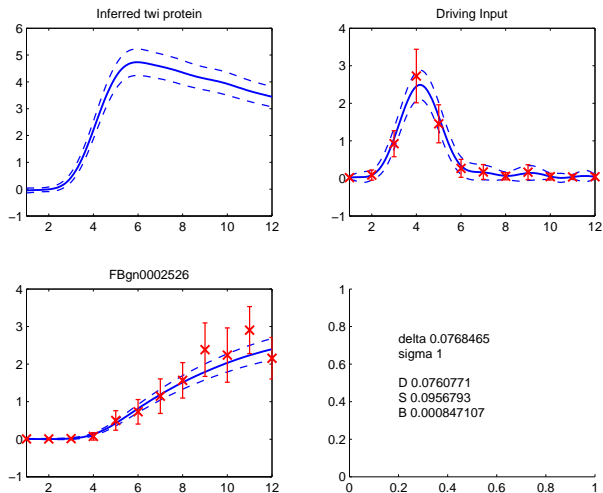 Inferred twi protein
6
5
4
3
2
1
0
−1
2 4 6 8 10 12
Driving Input
4
3
2
1
0
−1
2 4 6 8 10 12
FBgn0002526
4
3
2
1
0
−1
2 4 6 8 10 12
1
0.8
0.6
0.4
0.2
0
0 0.2 0.4 0.6 0.8 1
delta 0.0768465
sigma 1
D 0.0760771
S 0.0956793
B 0.000847107